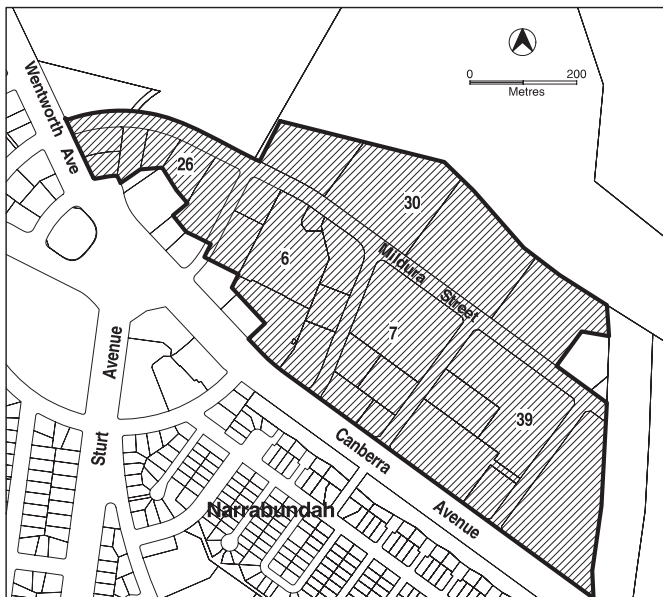 Wentworth Ave
0 200
Metres
26
30
6
Mildura Street
7
39
Sturt Avenue
Canberra Avenue
Narrabundah